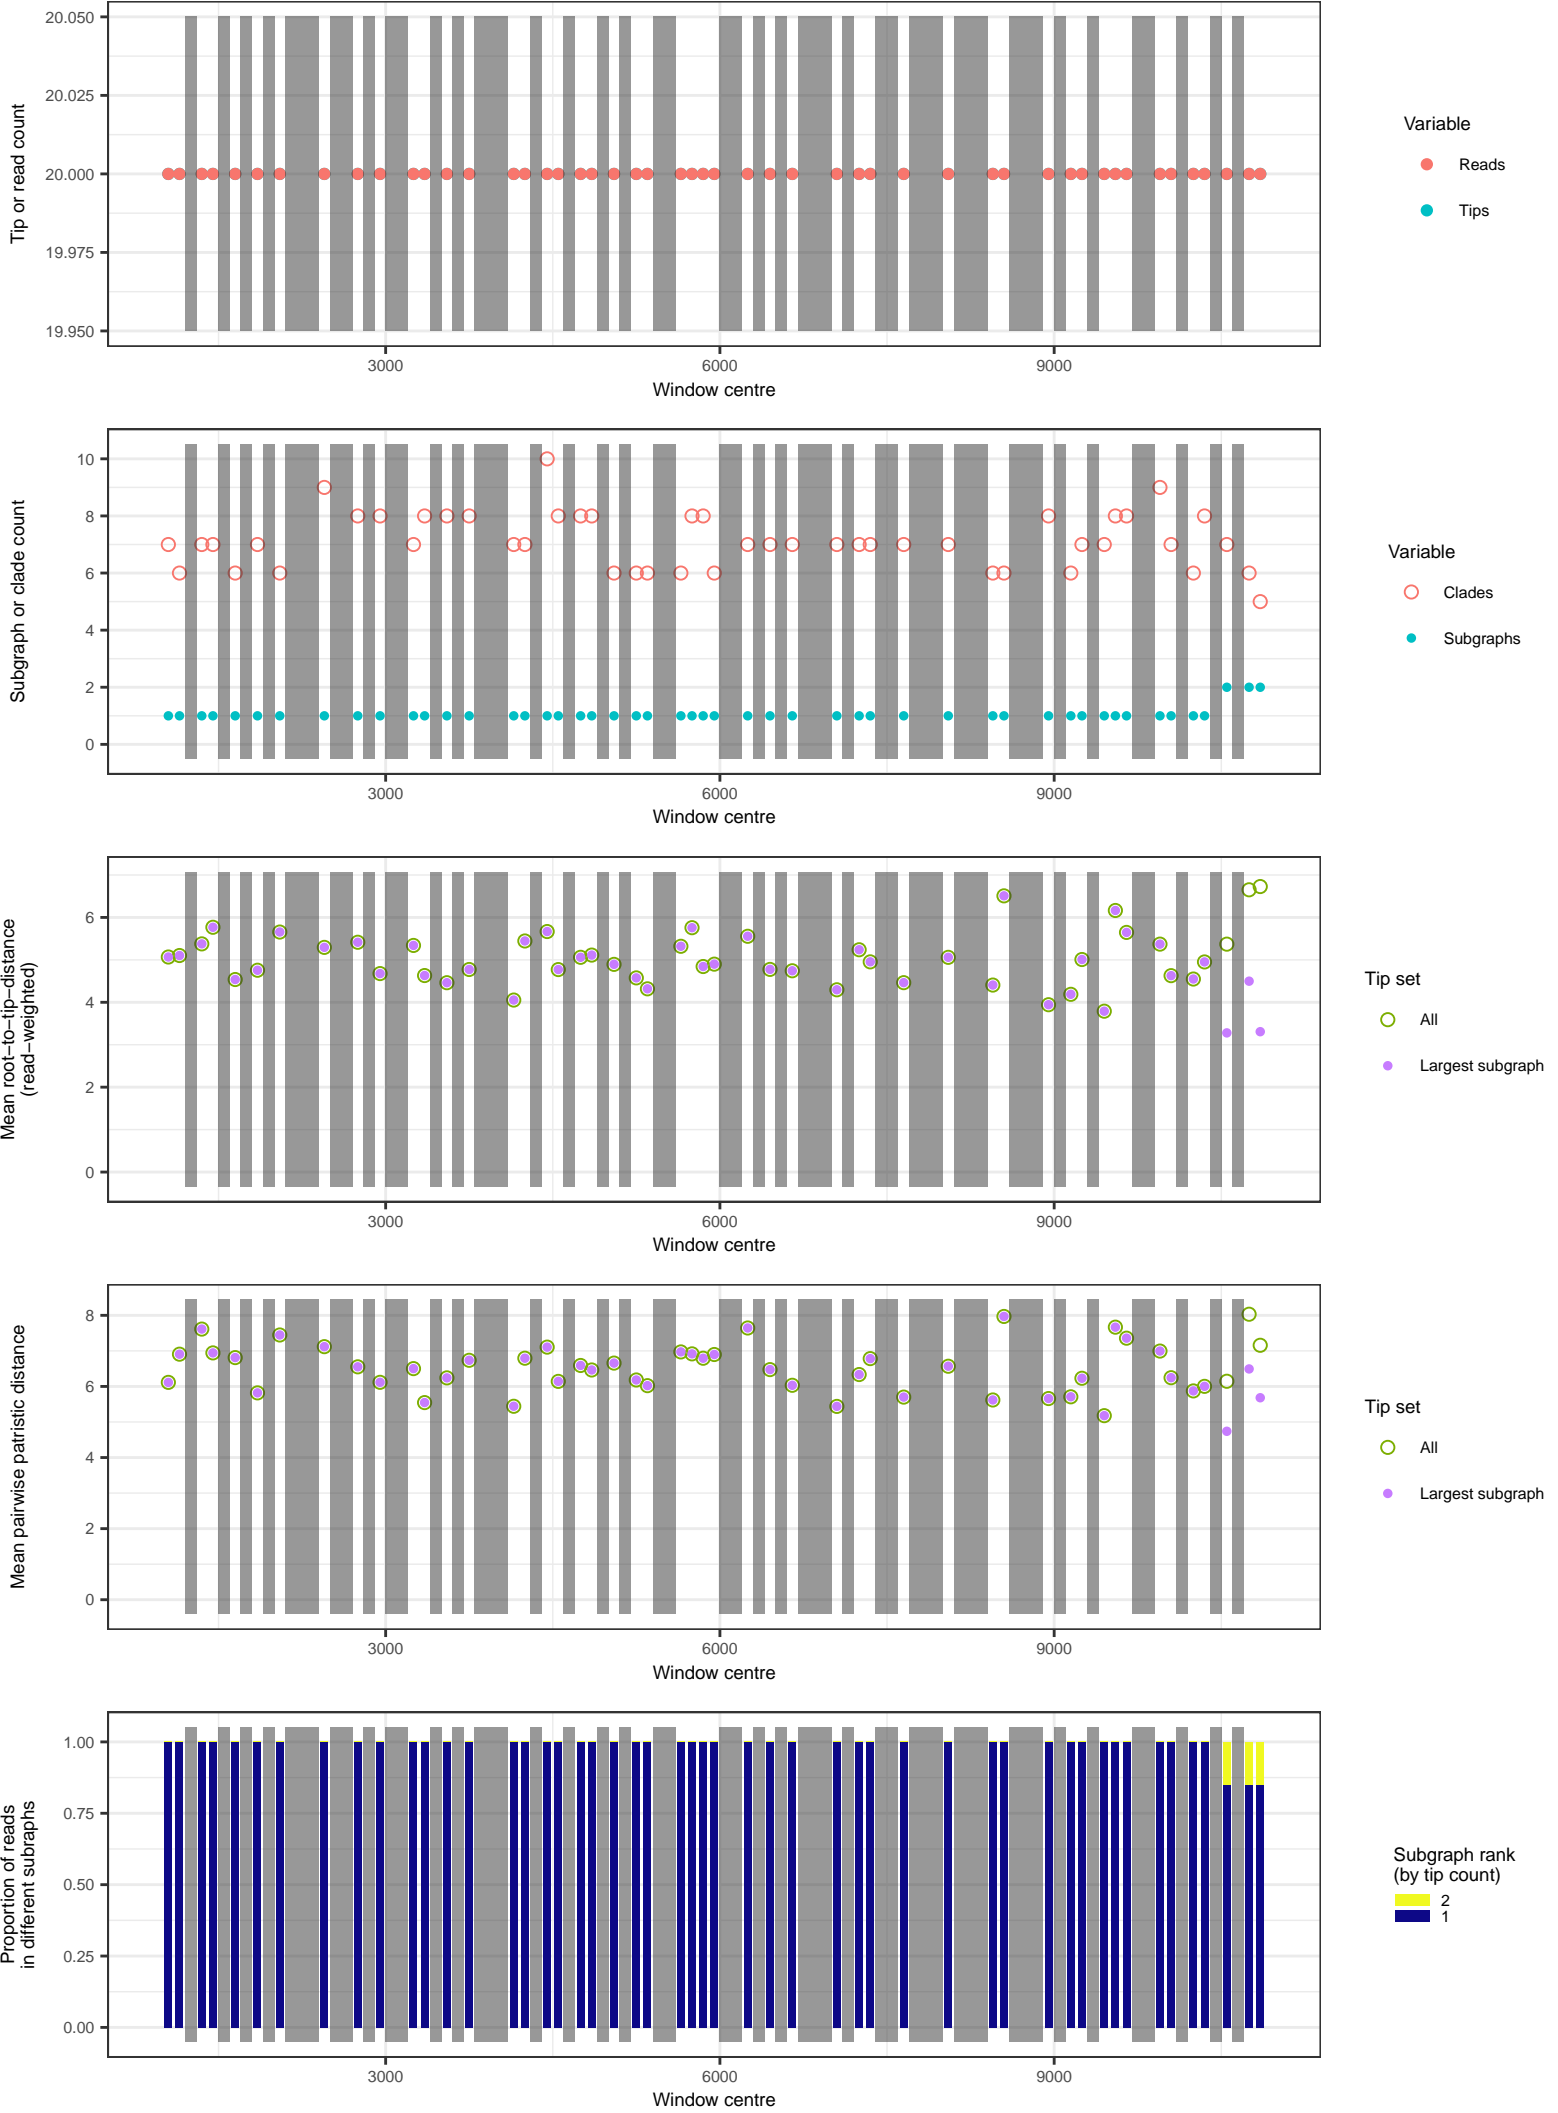 20.050
20.025
20.000
19.975
19.950
Tip or read count
3000
6000
9000
Window centre
Variable
Reads
Tips
10
8
6
4
2
0
Subgraph or clade count
3000
6000
9000
Window centre
Variable
Clades
Subgraphs
6
4
2
0
Mean root−to−tip−distance
(read−weighted)
3000
6000
9000
Window centre
Tip set
All
Largest subgraph
8
6
4
2
0
Mean pairwise patristic distance
3000
6000
9000
Window centre
Tip set
All
Largest subgraph
1.00
0.75
0.50
0.25
0.00
Proportion of reads
in different subraphs
3000
6000
9000
Window centre
Subgraph rank
(by tip count)
2
1